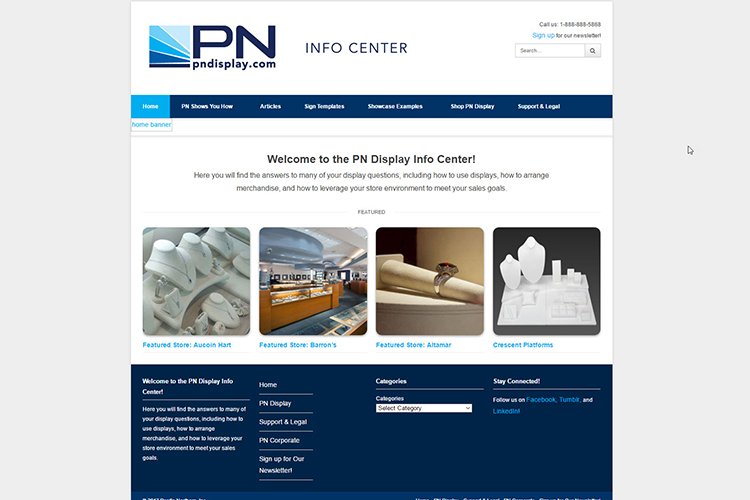 Call us: 1-888-888-5868
Sign up for our newsletter!
PN
pndisplay.com
INFO CENTER
Search...
Home PN Shows You How Articles Sign Templates Showcase Examples Shop PN Display Support & Legal
home banner
Welcome to the PN Display Info Center!
Here you will find the answers to many of your display questions, including how to use displays, how to arrange
merchandise, and how to leverage your store environment to meet your sales goals.
FEATURED
Featured Store: Aucoin Hart
Featured Store: Barron's
Featured Store: Altamar
Crescent Platforms
Welcome to the PN Display Info
Center!
Here you will find the answers to many of
your display questions, including how to
use displays, how to arrange
merchandise, and how to leverage your
store environment to meet your sales
goals.
Home
PN Display
Support & Legal
PN Corporate
Sign up for Our
Newsletter!
Categories
Categories
Select Category
Stay Connected!
Follow us on Facebook, Tumblr, and
LinkedIn!